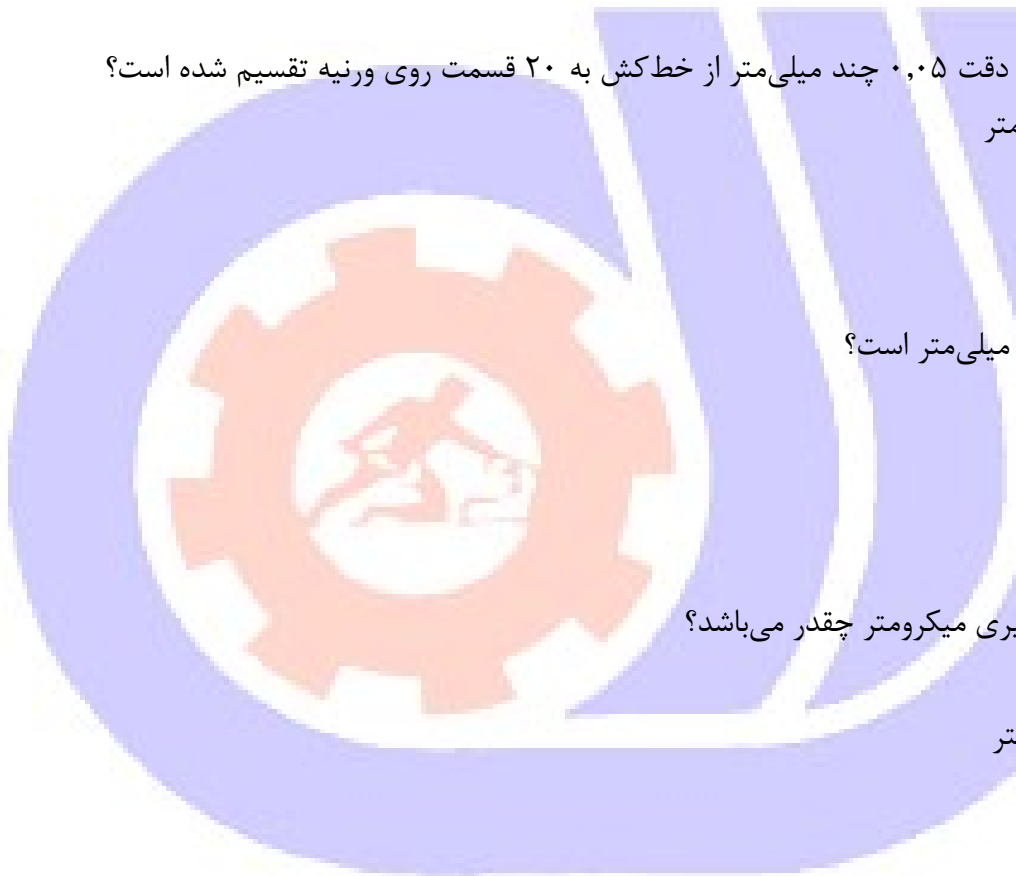 دقت ۰,۰۵ چند میلی‌متر از خط‌کش به ۲۰ قسمت روی ورنیه تقسیم شده است؟
متر
میلی‌متر است؟
یری میکرومتر چقدر می‌باشد؟
تر